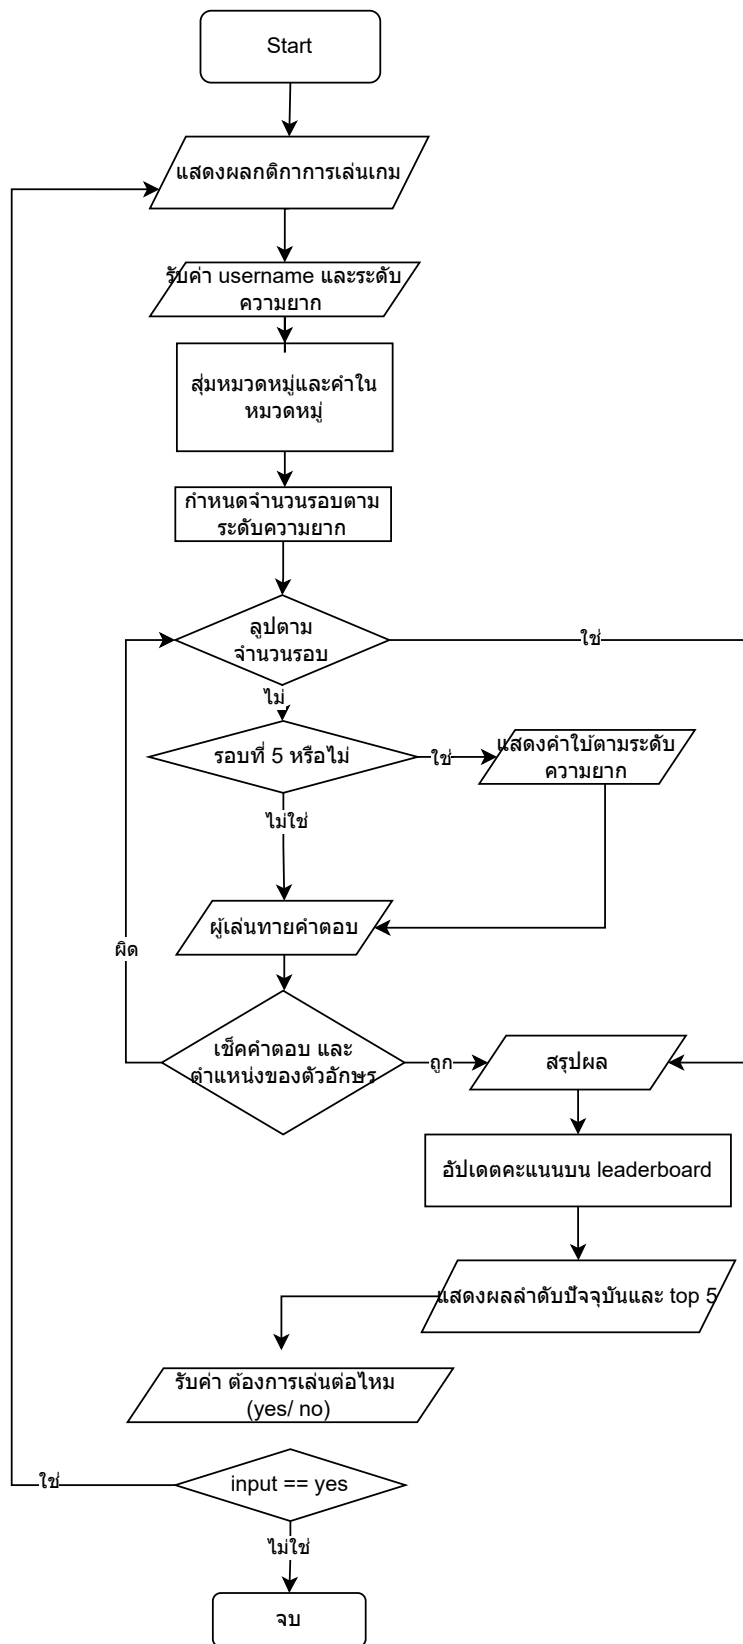 Start
แสดงผลกติกาการเล่นเกม
รับค่า username และระดับ
ความยาก
สุ่มหมวดหมู่และคำใน
หมวดหมู่
กำหนดจำนวนรอบตาม
ระดับความยาก
ลูปตาม
จำนวนรอบ
ใช่
ไม่
รอบที่ 5 หรือไม่
ใช่
แสดงคำใบ้ตามระดับ
ความยาก
ไม่ใช่
ผู้เล่นทายคำตอบ
ผิด
เช็คคำตอบ และ
ตำแหน่งของตัวอักษร
ถูก
สรุปผล
อัปเดตคะแนนบน leaderboard
แสดงผลลำดับปัจจุบันและ top 5
รับค่า ต้องการเล่นต่อไหม
(yes/ no)
ใช่
input == yes
ไม่ใช่
จบ